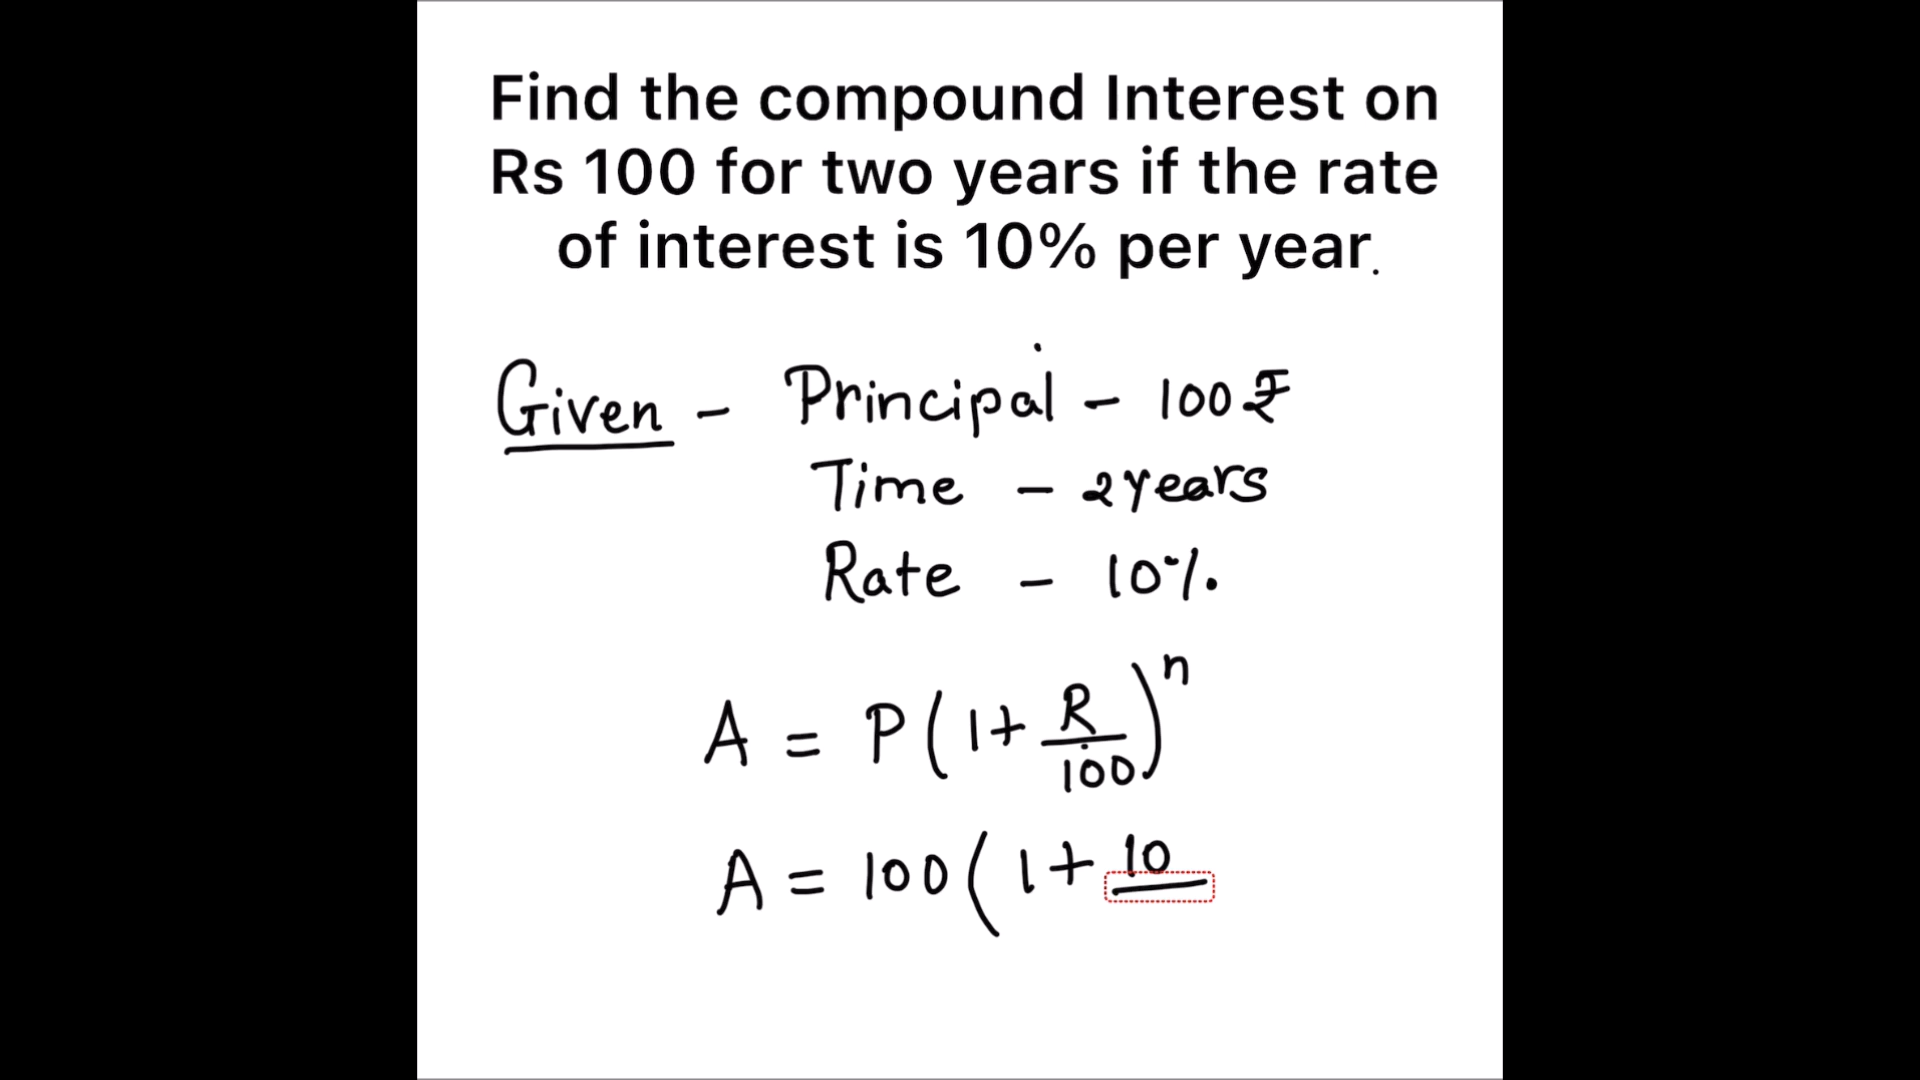 Find the compound Interest on
Rs 100 for two years if the rate
of interest is 10% per year.
Given - Principal - 100 ₹
Time - 2 years
Rate - 10%.
A = P(1+R/100)^n
A = 100(1+10/